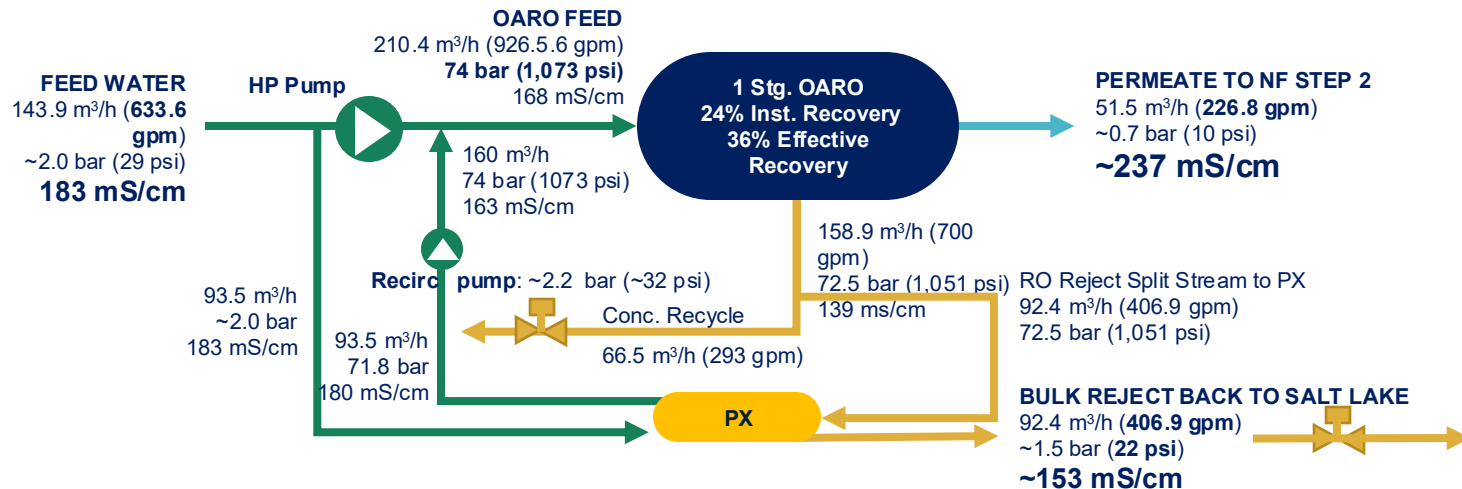 FEED WATER
143.9 m³/h (633.6
gpm)
~2.0 bar (29 psi)
183 mS/cm
HP Pump
OARO FEED
210.4 m³/h (926.5.6 gpm)
74 bar (1,073 psi)
168 mS/cm
1 Stg. OARO
24% Inst. Recovery
36% Effective
Recovery
PERMEATE TO NF STEP 2
51.5 m³/h (226.8 gpm)
~0.7 bar (10 psi)
~237 mS/cm
160 m³/h
74 bar (1073 psi)
163 mS/cm
158.9 m³/h (700
gpm)
72.5 bar (1,051 psi)
139 ms/cm
Recirc pump: ~2.2 bar (~32 psi)
RO Reject Split Stream to PX
92.4 m³/h (406.9 gpm)
72.5 bar (1,051 psi)
93.5 m³/h
~2.0 bar
183 mS/cm
Conc. Recycle
66.5 m³/h (293 gpm)
93.5 m³/h
71.8 bar
180 mS/cm
PX
BULK REJECT BACK TO SALT LAKE
92.4 m³/h (406.9 gpm)
~1.5 bar (22 psi)
~153 mS/cm